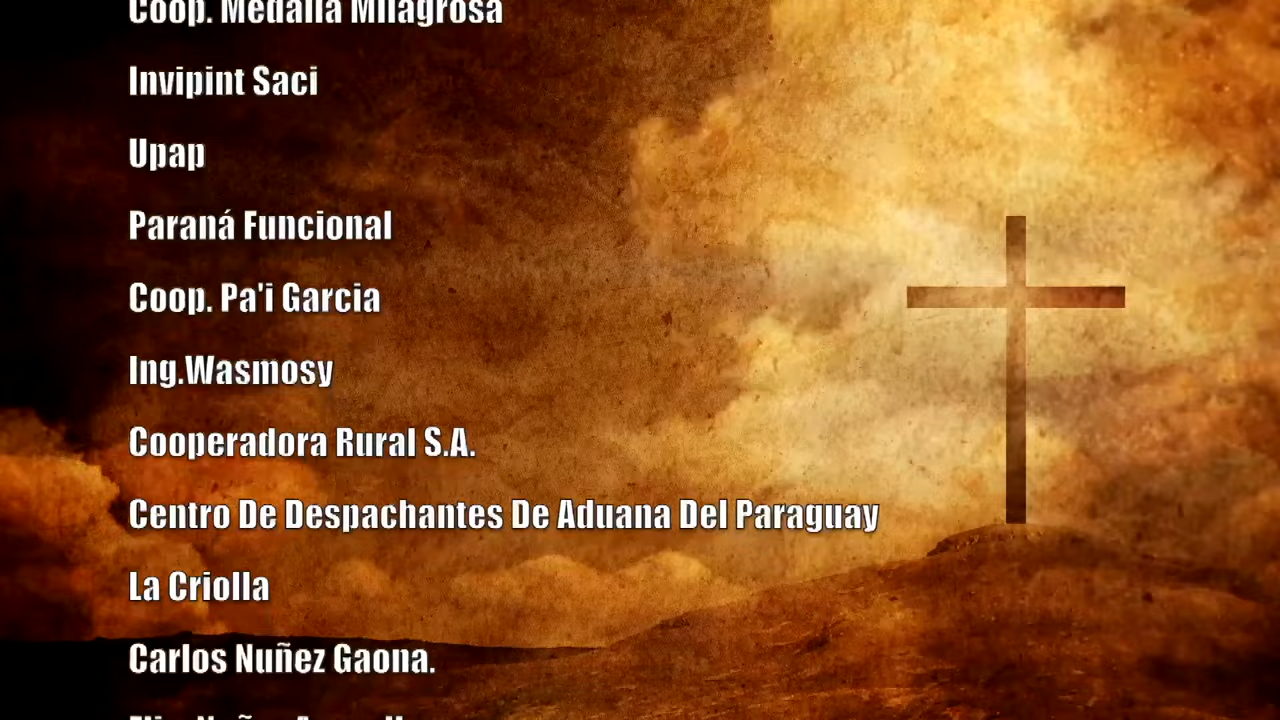 Coop. Medalla Milagrosa
Invipint Saci
Upap
Paraná Funcional
Coop. Pa'i Garcia
Ing.Wasmosy
Cooperadora Rural S.A.
Centro De Despachantes De Aduana Del Paraguay
La Criolla
Carlos Nuñez Gaona.